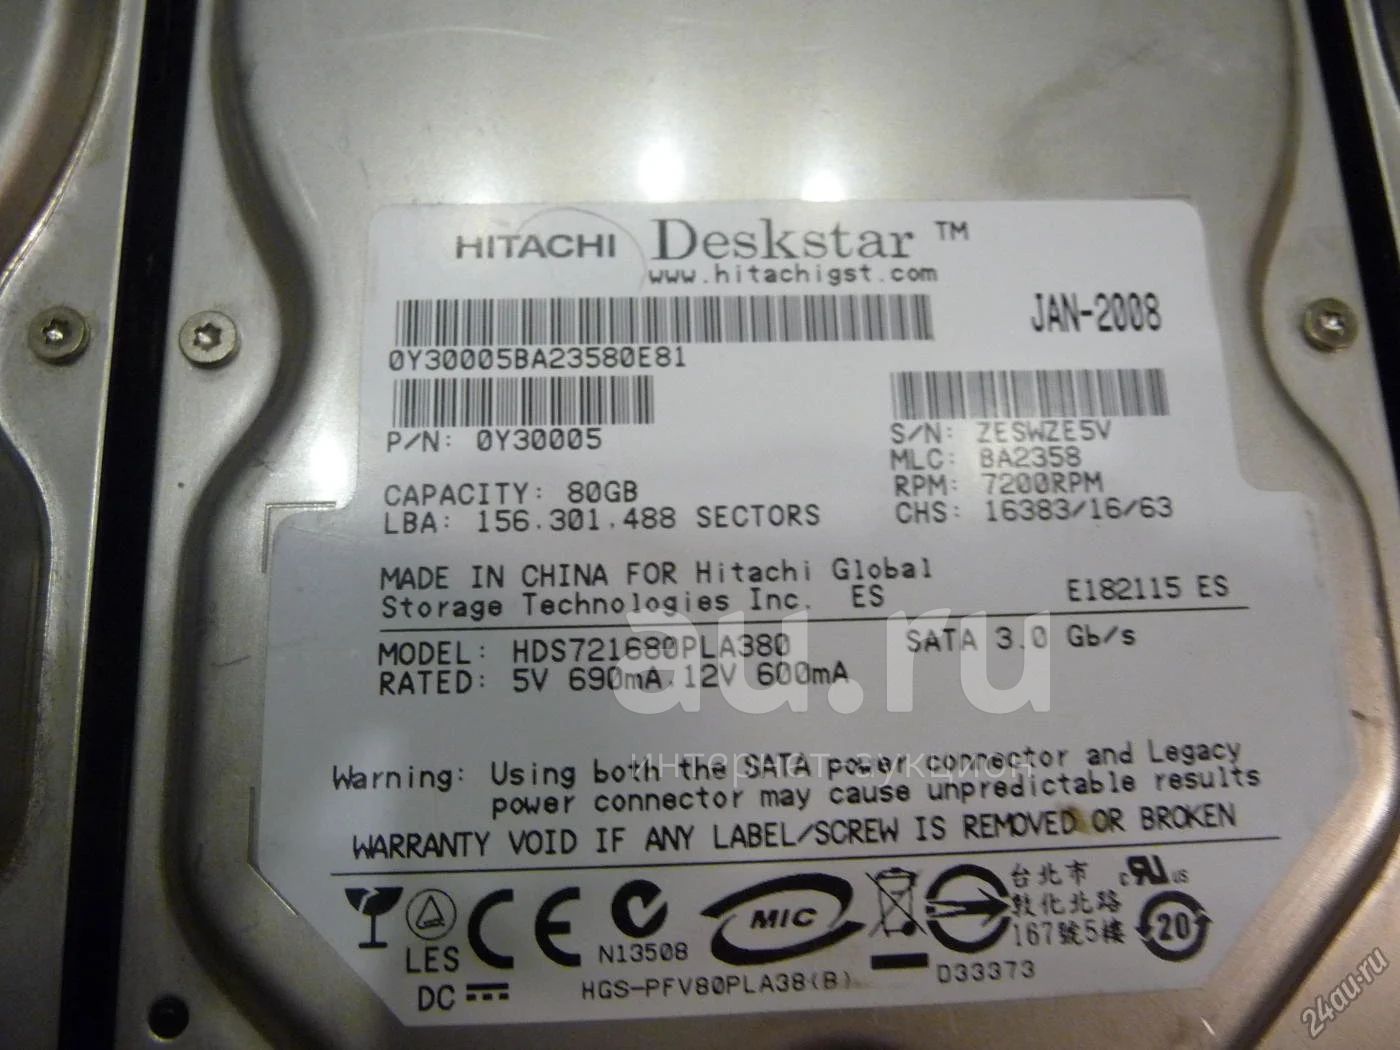 HITACHI Deskstar ™
www.hitachigst.com
JAN-2008
0Y30005BA23580E81
P/N: 0Y30005
S/N: ZESWZE5V
MLC: BA2358
RPM: 7200RPM
CHS: 16383/16/63
CAPACITY: 80GB
LBA: 156,301,488 SECTORS
MADE IN CHINA FOR Hitachi Global
Storage Technologies Inc. ES
E182115 ES
MODEL: HDS721680PLA380 SATA 3.0 Gb/s
RATED: 5V 690mA, 12V 600mA
au.ru
интернет аукцион
Warning: Using both the SATA power connector and Legacy
power connector may cause unpredictable results
WARRANTY VOID IF ANY LABEL/SCREW IS REMOVED OR BROKEN
LES
DC
CE
N13508
MIC
D33373
台北市
敦化北路
167號5樓
c RU US
20
HGS-PFV80PLA38(B)
24au.ru